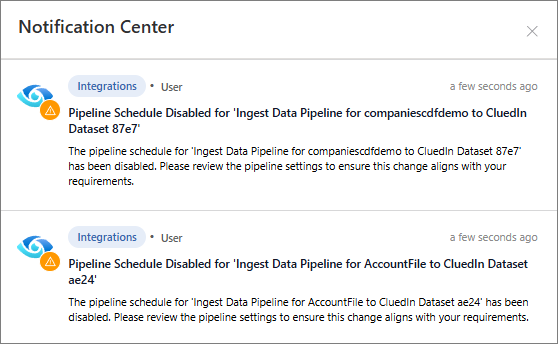 Notification Center
Integrations • User a few seconds ago
Pipeline Schedule Disabled for 'Ingest Data Pipeline for companiescdfdemo to CluedIn
Dataset 87e7'
The pipeline schedule for 'Ingest Data Pipeline for companiescdfdemo to CluedIn Dataset 87e7'
has been disabled. Please review the pipeline settings to ensure this change aligns with your
requirements.
Integrations • User a few seconds ago
Pipeline Schedule Disabled for 'Ingest Data Pipeline for AccountFile to CluedIn Dataset
ae24'
The pipeline schedule for 'Ingest Data Pipeline for AccountFile to CluedIn Dataset ae24' has been
disabled. Please review the pipeline settings to ensure this change aligns with your requirements.